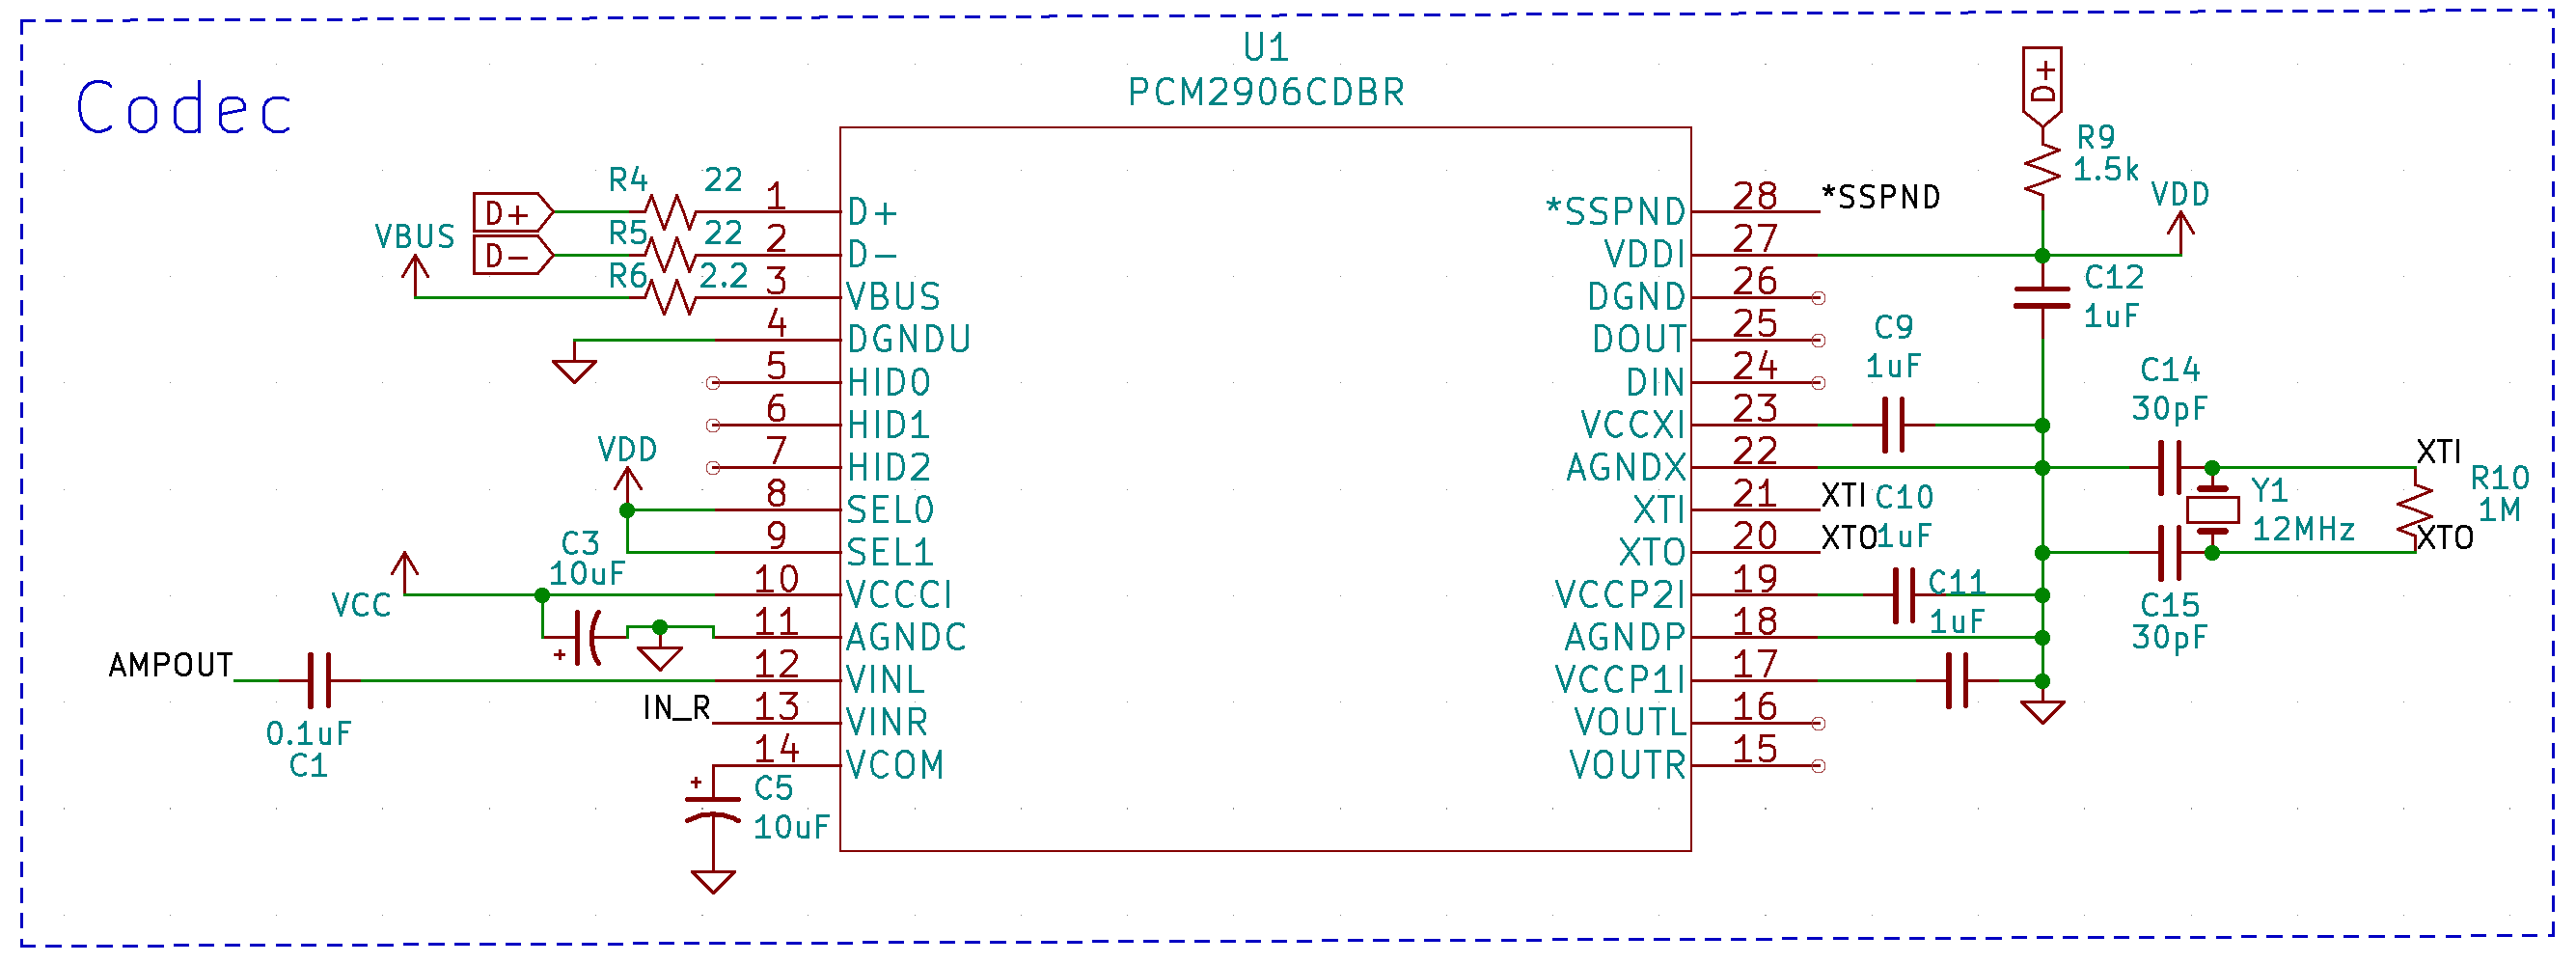 Codec
U1
PCM2906CDBR
D+
R9
1.5k
VDD
R4 22
D+
1 D+
VBUS
R5 22
D-
2 D-
R6 2.2
3 VBUS
4 DGNDU
5 HID0
6 HID1
7 HID2
VDD
8 SEL0
9 SEL1
C3
10uF
VCC
10 VCCCI
11 AGNDC
+
AMPOUT
12 VINL
0.1uF
C1
IN_R
13 VINR
14 VCOM
+
C5
10uF
*SSPND 28 *SSPND
VDDI 27
DGND 26
DOUT 25
DIN 24
VCCXI 23
AGNDX 22
XTI 21 XTI
XTO 20 XTO
VCCP2I 19
AGNDP 18
VCCP1I 17
VOUTL 16
VOUTR 15
C12
1uF
C9
1uF
C10
1uF
C11
1uF
C14
30pF
XTI
R10
1M
Y1
12MHz
XTO
C15
30pF